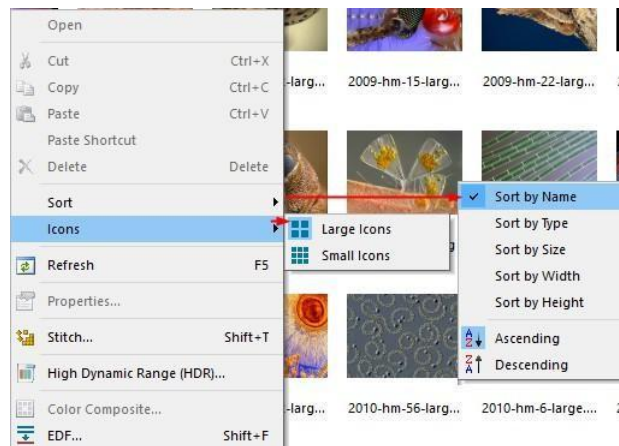 Open
Cut Ctrl+X
Copy Ctrl+C
Paste Ctrl+V
Paste Shortcut
Delete Delete
Sort
Icons
Refresh F5
Properties...
Stitch... Shift+T
High Dynamic Range (HDR)...
Color Composite...
EDF... Shift+F
Large Icons
Small Icons
Sort by Name
Sort by Type
Sort by Size
Sort by Width
Sort by Height
Ascending
Descending
-larg... 2009-hm-15-larg... 2009-hm-22-larg...
-larg... 2010-hm-56-larg... 2010-hm-6-large....